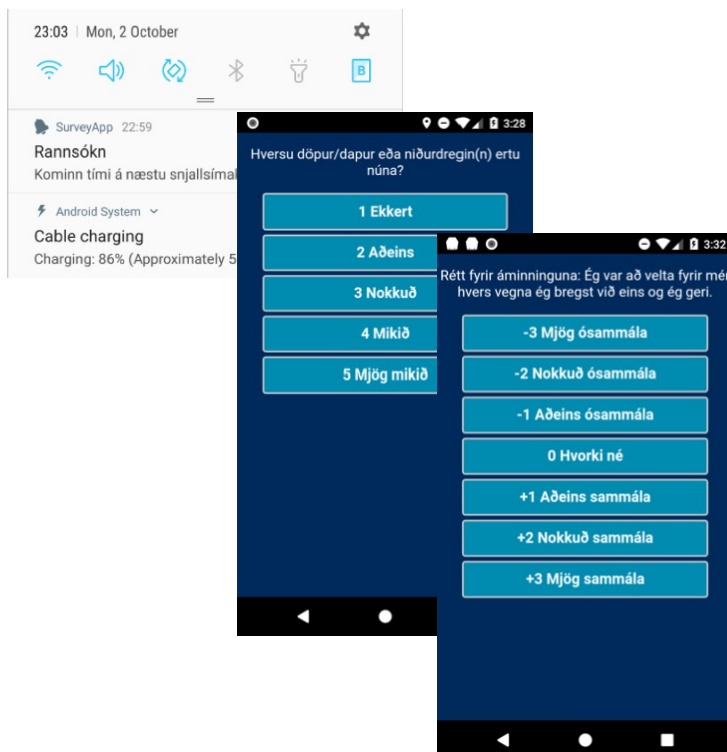 23:03 | Mon, 2 October
B
SurveyApp 22:59
Rannsókn
Kominn tími á næstu
Android System
Cable charging
Charging: 86% (Approximately
3:28
Hversu döpur/dapur eða niðurdregin(n) ertu
núna?
1 Ekkert
2 Aðeins
3 Nokkuð
4 Mikið
5 Mjög mikið
3:32
Rétt fyrir áminninguna: Ég var að velta fyrir
hvers vegna ég bregst við eins og ég geri.
-3 Mjög ósammála
-2 Nokkuð ósammála
-1 Aðeins ósammála
0 Hvorki né
+1 Aðeins sammála
+2 Nokkuð sammála
+3 Mjög sammála